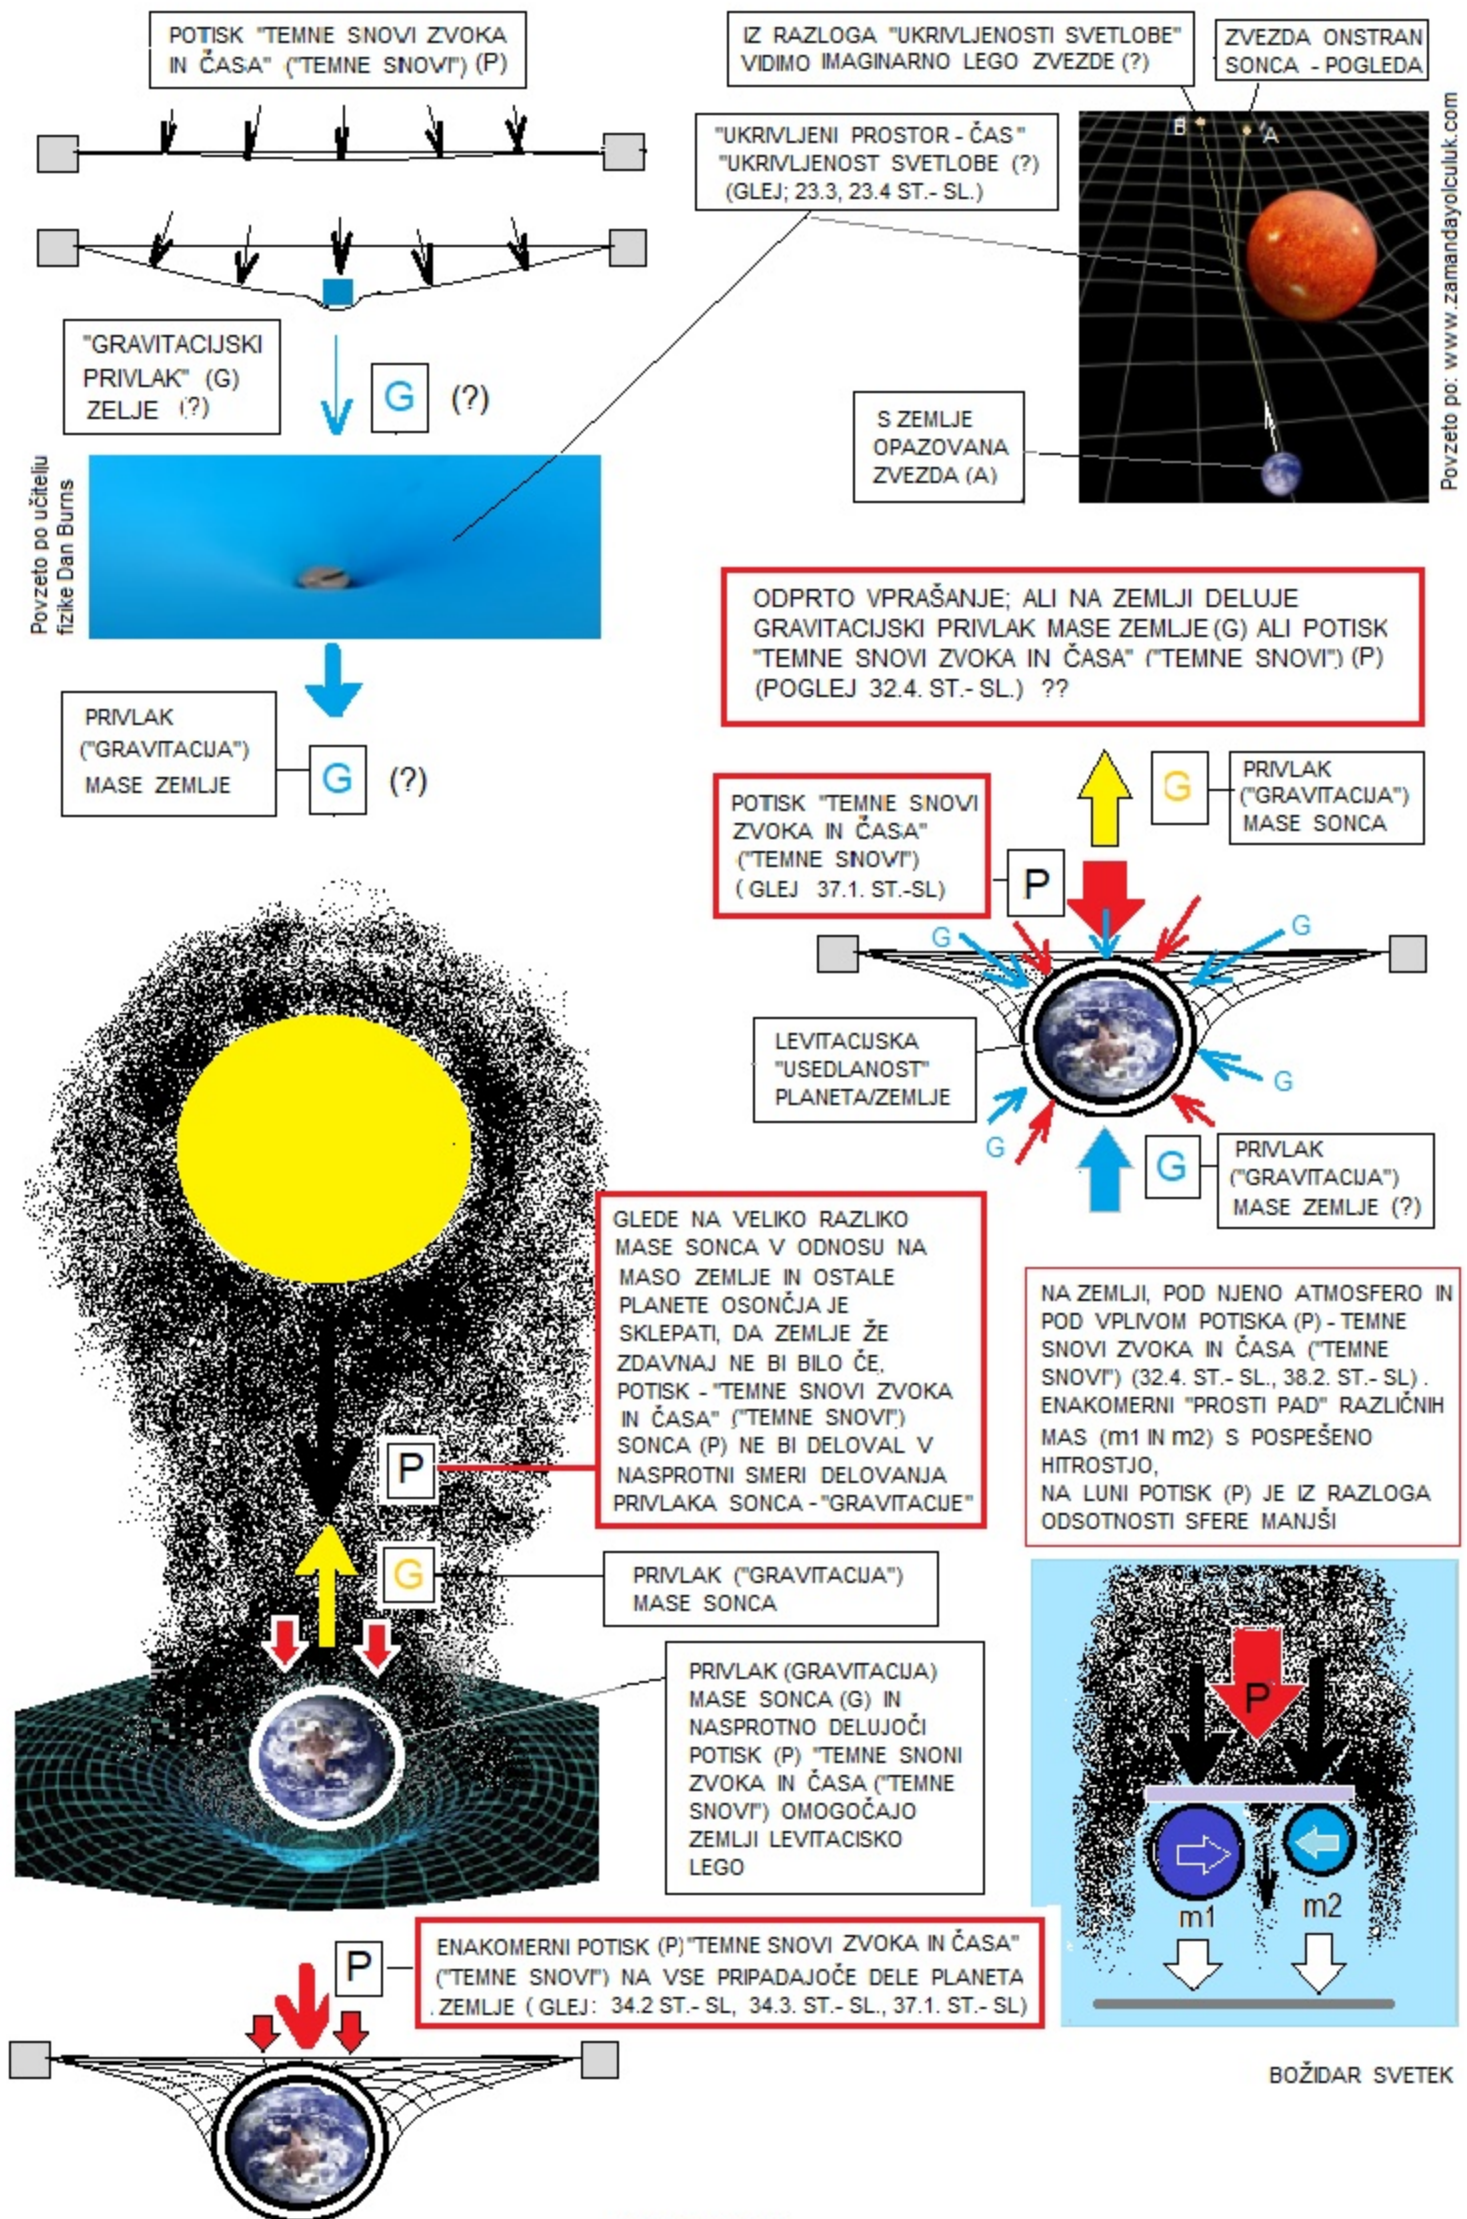 POTISK "TEMNE SNOVI ZVOKA
IN ČASA" ("TEMNE SNOVI") (P)
IZ RAZLOGA "UKRIVLJENOSTI SVETLOBE"
VIDIMO IMAGINARNO LEGO ZVEZDE (?)
ZVEZDA ONSTRAN
SONCA - POGLEDA
"UKRIVLJENI PROSTOR - ČAS"
"UKRIVLJENOST SVETLOBE (?)
(GLEJ; 23.3, 23.4 ST.- SL.)
B
A
Povzeto po: www.zamandayolculuk.com
"GRAVITACIJSKI
PRIVLAK" (G)
ZELJE (?)
G (?)
S ZEMLJE
OPAZOVANA
ZVEZDA (A)
Povzeto po učitelju
fizike Dan Burns
ODPRTO VPRAŠANJE; ALI NA ZEMLJI DELUJE
GRAVITACIJSKI PRIVLAK MASE ZEMLJE (G) ALI POTISK
"TEMNE SNOVI ZVOKA IN ČASA" ("TEMNE SNOVI") (P)
(POGLEJ 32.4. ST.- SL.) ??
PRIVLAK
("GRAVITACIJA")
MASE ZEMLJE
G (?)
POTISK "TEMNE SNOVI
ZVOKA IN ČASA"
("TEMNE SNOVI")
( GLEJ 37.1. ST.-SL)
P
G
PRIVLAK
("GRAVITACIJA")
MASE SONCA
G
G
LEVITACIJSKA
"USEDLANOST"
PLANETA/ZEMLJE
G
G
G
PRIVLAK
("GRAVITACIJA")
MASE ZEMLJE (?)
GLEDE NA VELIKO RAZLIKO
MASE SONCA V ODNOSU NA
MASO ZEMLJE IN OSTALE
PLANETE OSONČJA JE
SKLEPATI, DA ZEMLJE ŽE
ZDAVNAJ NE BI BILO ČE,
POTISK - "TEMNE SNOVI ZVOKA
IN ČASA" ("TEMNE SNOVI")
SONCA (P) NE BI DELOVAL V
NASPROTNI SMERI DELOVANJA
PRIVLAKA SONCA - "GRAVITACIJE"
P
G
PRIVLAK ("GRAVITACIJA")
MASE SONCA
NA ZEMLJI, POD NJENO ATMOSFERO IN
POD VPLIVOM POTISKA (P) - TEMNE
SNOVI ZVOKA IN ČASA ("TEMNE
SNOVI") (32.4. ST.- SL., 38.2. ST.- SL) .
ENAKOMERNI "PROSTI PAD" RAZLIČNIH
MAS (m1 IN m2) S POSPEŠENO
HITROSTJO,
NA LUNI POTISK (P) JE IZ RAZLOGA
ODSOTNOSTI SFERE MANJŠI
PRIVLAK (GRAVITACIJA)
MASE SONCA (G) IN
NASPROTNO DELUJOČI
POTISK (P) "TEMNE SNONI
ZVOKA IN ČASA ("TEMNE
SNOVI") OMOGOČAJO
ZEMLJI LEVITACISKO
LEGO
P
m1
m2
P
ENAKOMERNI POTISK (P)"TEMNE SNOVI ZVOKA IN ČASA"
("TEMNE SNOVI") NA VSE PRIPADAJOČE DELE PLANETA
. ZEMLJE ( GLEJ: 34.2 ST.- SL, 34.3. ST.- SL., 37.1. ST.- SL)
BOŽIDAR SVETEK